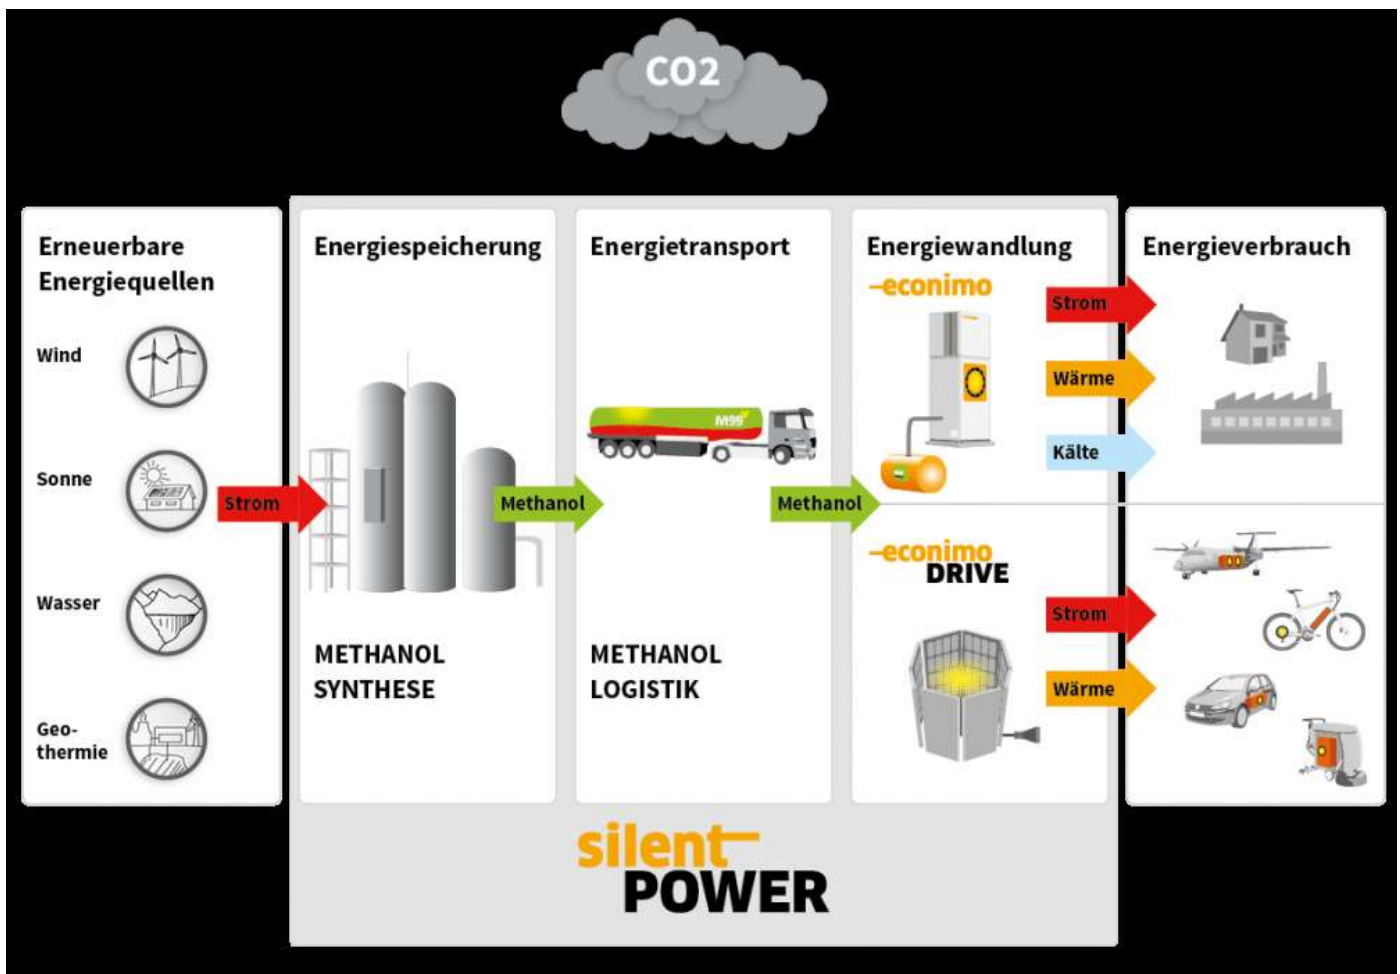 CO2
Erneuerbare
Energiequellen
Wind
Sonne
Wasser
Geo-
thermie
Strom
Energiespeicherung
METHANOL
SYNTHESE
Methanol
Energietransport
M99
METHANOL
LOGISTIK
Methanol
Energiewandlung
econimo
Strom
Wärme
Kälte
econimo
DRIVE
Strom
Wärme
Energieverbrauch
silent
POWER